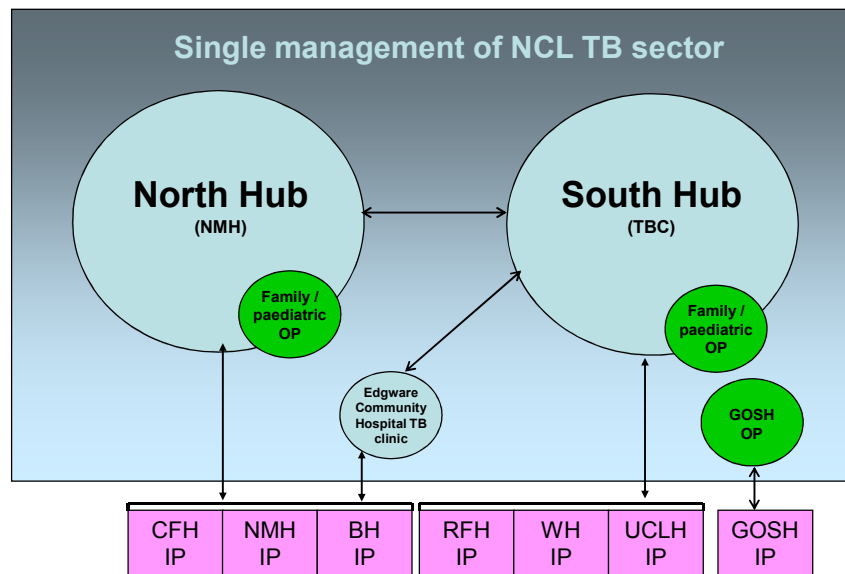 Single management of NCL TB sector
North Hub
(NMH)
South Hub
(TBC)
Family /
paediatric
OP
Family /
paediatric
OP
Edgware
Community
Hospital TB
clinic
GOSH
OP
CFH
IP
NMH
IP
BH
IP
RFH
IP
WH
IP
UCLH
IP
GOSH
IP